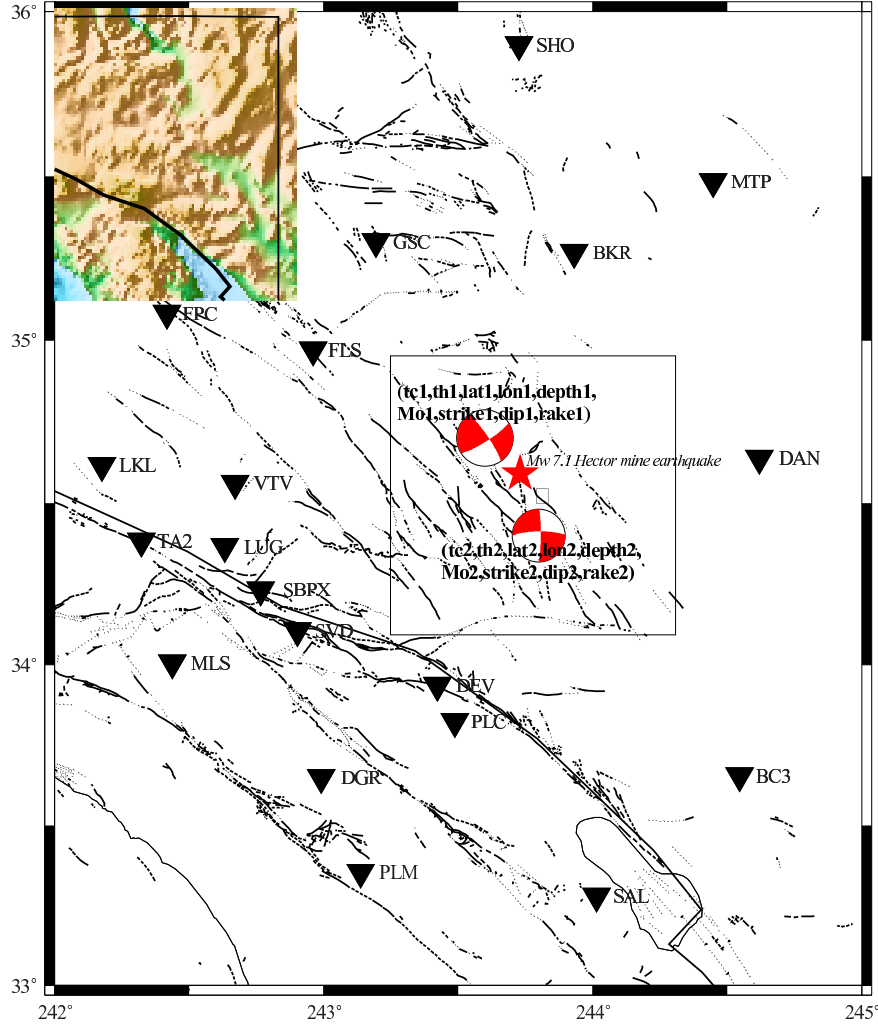 36°
SHO
MTP
GSC
BKR
FPC
35°
FLS
(tc1,th1,lat1,lon1,depth1,
Mo1,strike1,dip1,rake1)
Mw 7.1 Hector mine earthquake
DAN
LKL
VTV
TA2
LUG
(tc2,th2,lat2,lon2,depth2,
Mo2,strike2,dip2,rake2)
SBPX
SVD
34°
MLS
DEV
PLC
DGR
BC3
PLM
SAL
33°
242°
243°
244°
245°